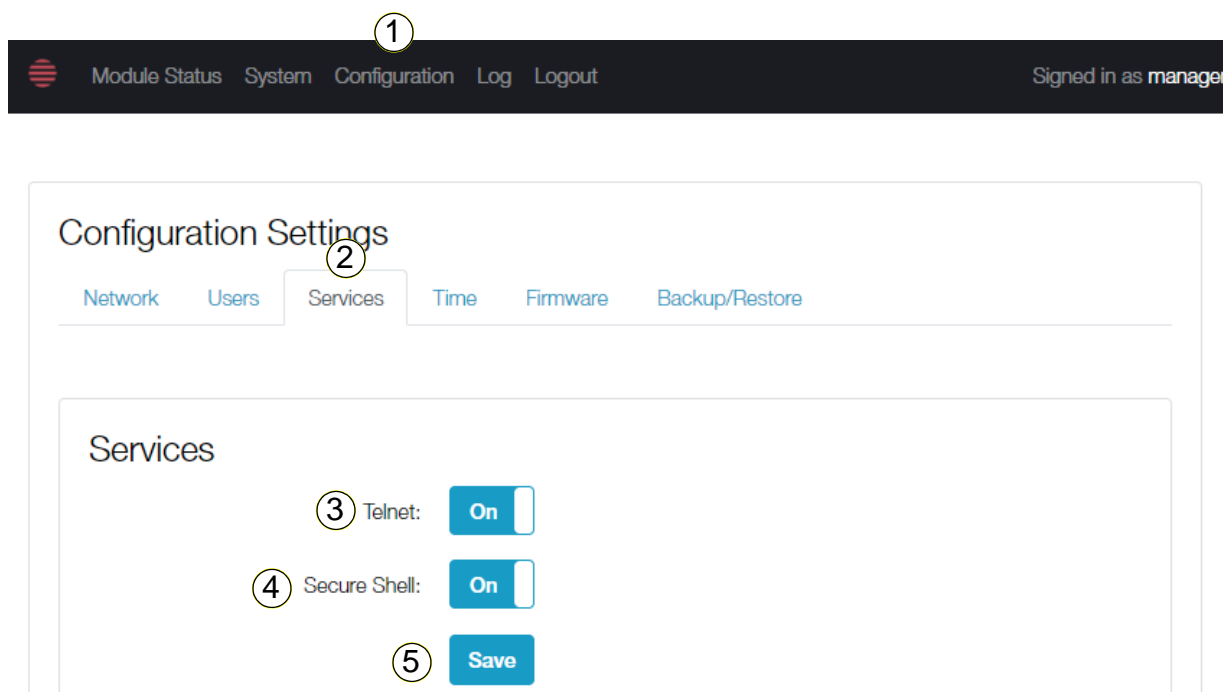 1
Module Status System Configuration Log Logout Signed in as manager
Configuration Settings
2
Network Users Services Time Firmware Backup/Restore
Services
3 Telnet: On
4 Secure Shell: On
5 Save